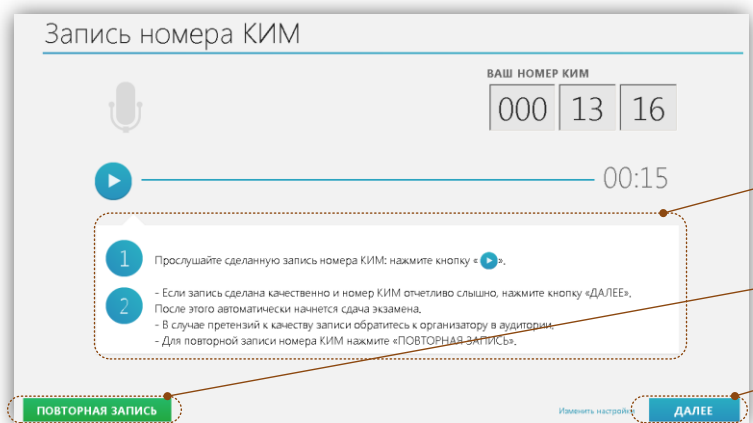 Запись номера КИМ
ВАШ НОМЕР КИМ
000 13 16
00:15
1 Прослушайте сделанную запись номера КИМ: нажмите кнопку « ».
2 – Если запись сделана качественно и номер КИМ отчетливо слышно, нажмите кнопку «ДАЛЕЕ».
После этого автоматически начнется сдача экзамена.
– В случае претензий к качеству записи обратитесь к организатору в аудитории.
– Для повторной записи номера КИМ нажмите «ПОВТОРНАЯ ЗАПИСЬ».
ПОВТОРНАЯ ЗАПИСЬ
Изменить настройки
ДАЛЕЕ